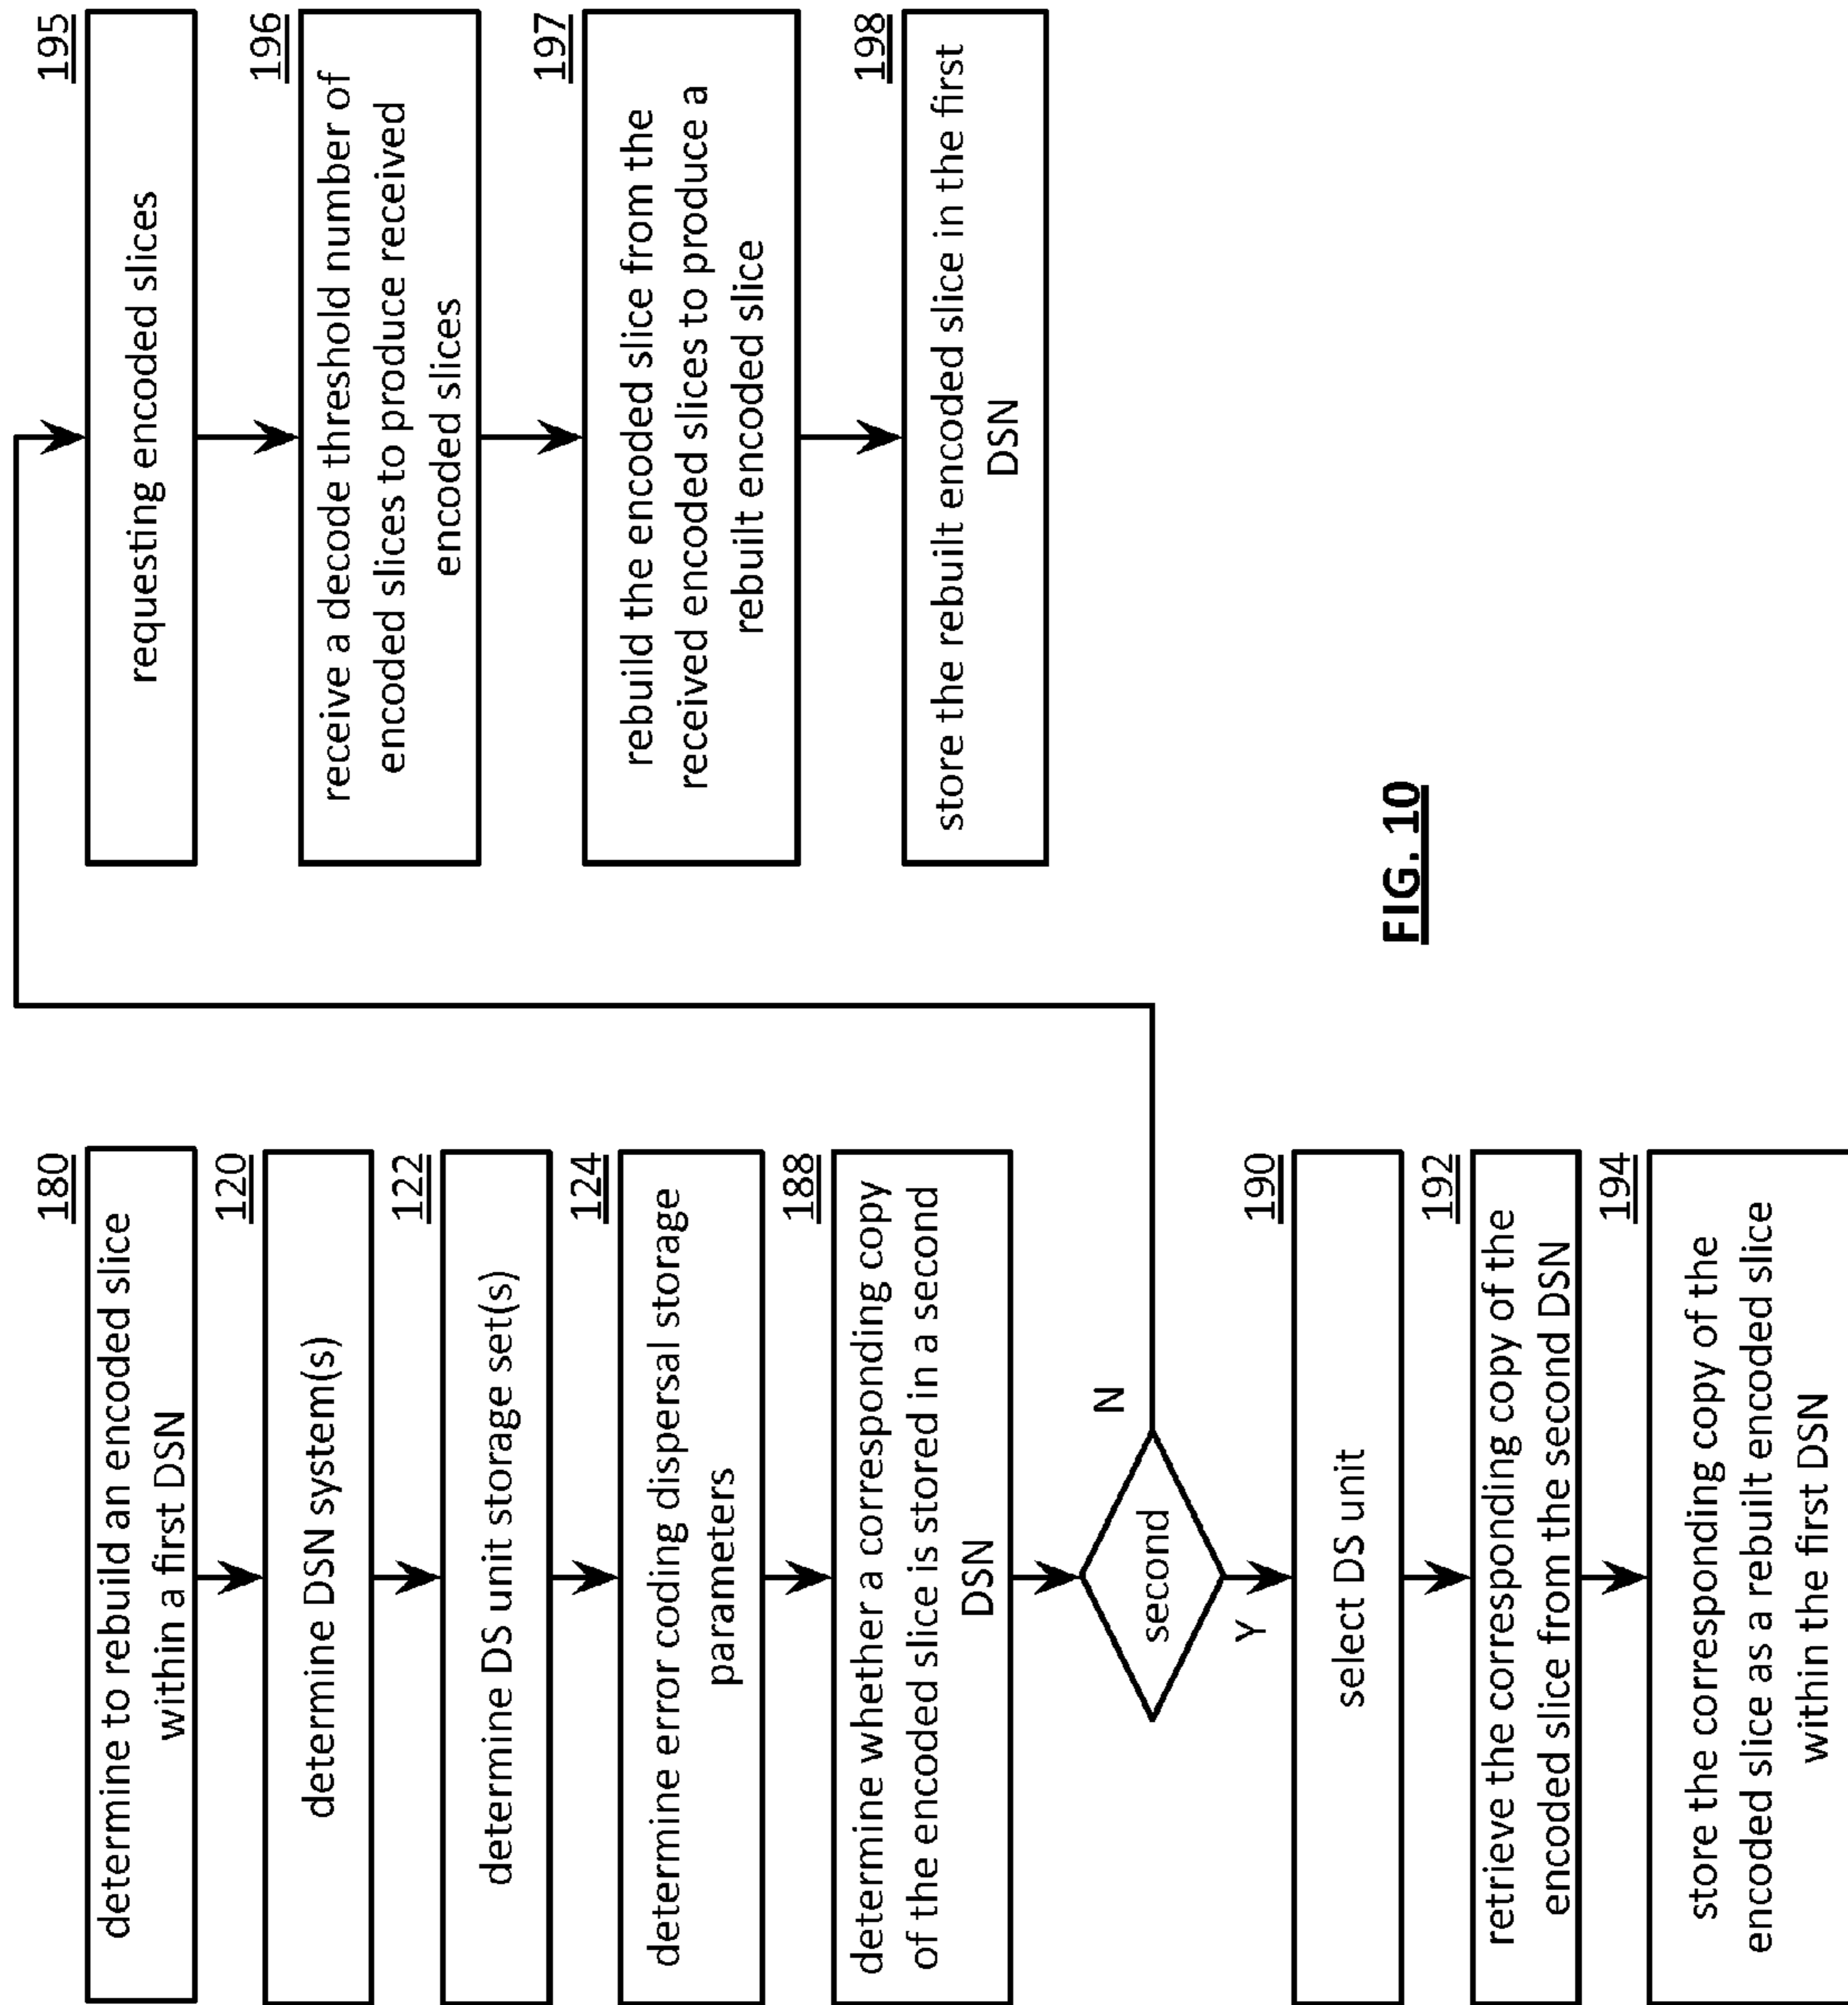 180
determine to rebuild an encoded slice
within a first DSN
120
determine DSN system(s)
122
determine DS unit storage set(s)
124
determine error coding dispersal storage
parameters
188
determine whether a corresponding copy
of the encoded slice is stored in a second
DSN
second
N
Y
190
select DS unit
192
retrieve the corresponding copy of the
encoded slice from the second DSN
194
store the corresponding copy of the
encoded slice as a rebuilt encoded slice
within the first DSN
195
requesting encoded slices
196
receive a decode threshold number of
encoded slices to produce received
encoded slices
197
rebuild the encoded slice from the
received encoded slices to produce a
rebuilt encoded slice
198
store the rebuilt encoded slice in the first
DSN
FIG. 10